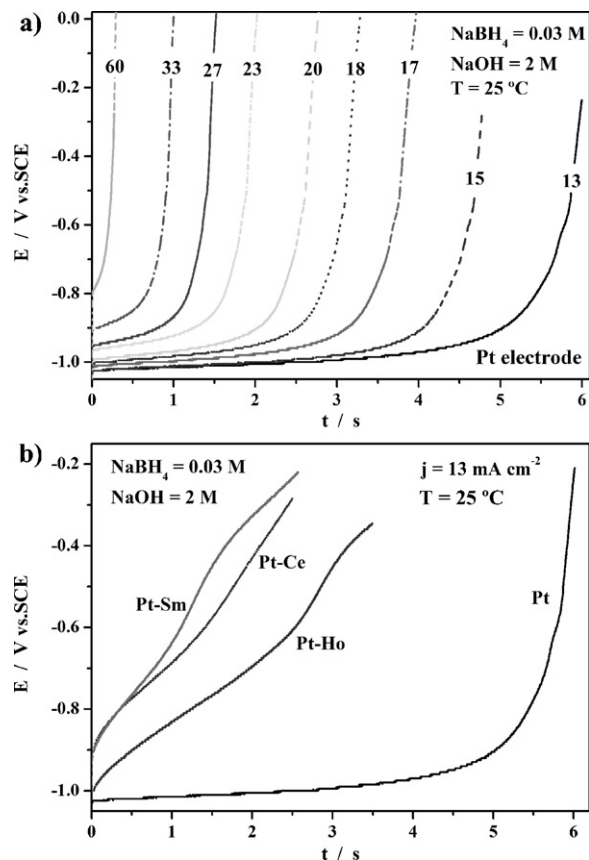 a)
0.0
-0.2
-0.4
-0.6
-0.8
-1.0
E / V vs.SCE
60
33
27
23
20
18
17
15
13
NaBH4 = 0.03 M
NaOH = 2 M
T = 25 ºC
Pt electrode
0 1 2 3 4 5 6
t / s
b)
-0.2
-0.4
-0.6
-0.8
-1.0
E / V vs.SCE
NaBH4 = 0.03 M
NaOH = 2 M
j = 13 mA cm-2
T = 25 ºC
Pt-Sm
Pt-Ce
Pt-Ho
Pt
0 1 2 3 4 5 6
t / s